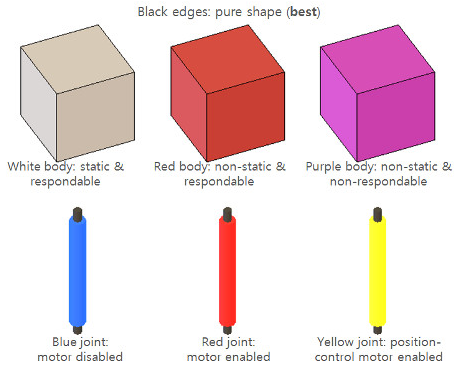 Black edges: pure shape (best)
White body: static &
respondable
Red body: non-static &
respondable
Purple body: non-static &
non-respondable
Blue joint:
motor disabled
Red joint:
motor enabled
Yellow joint: position-
control motor enabled